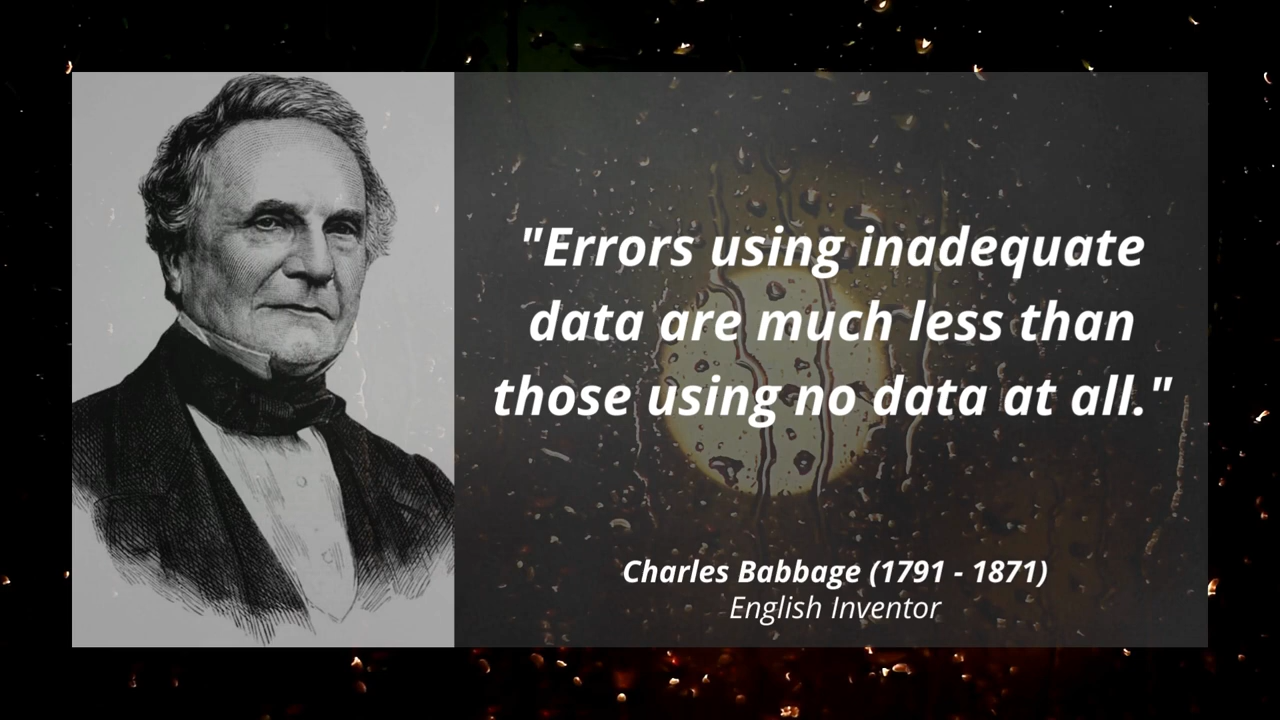 "Errors using inadequate
data are much less than
those using no data at all."
Charles Babbage (1791 - 1871)
English Inventor